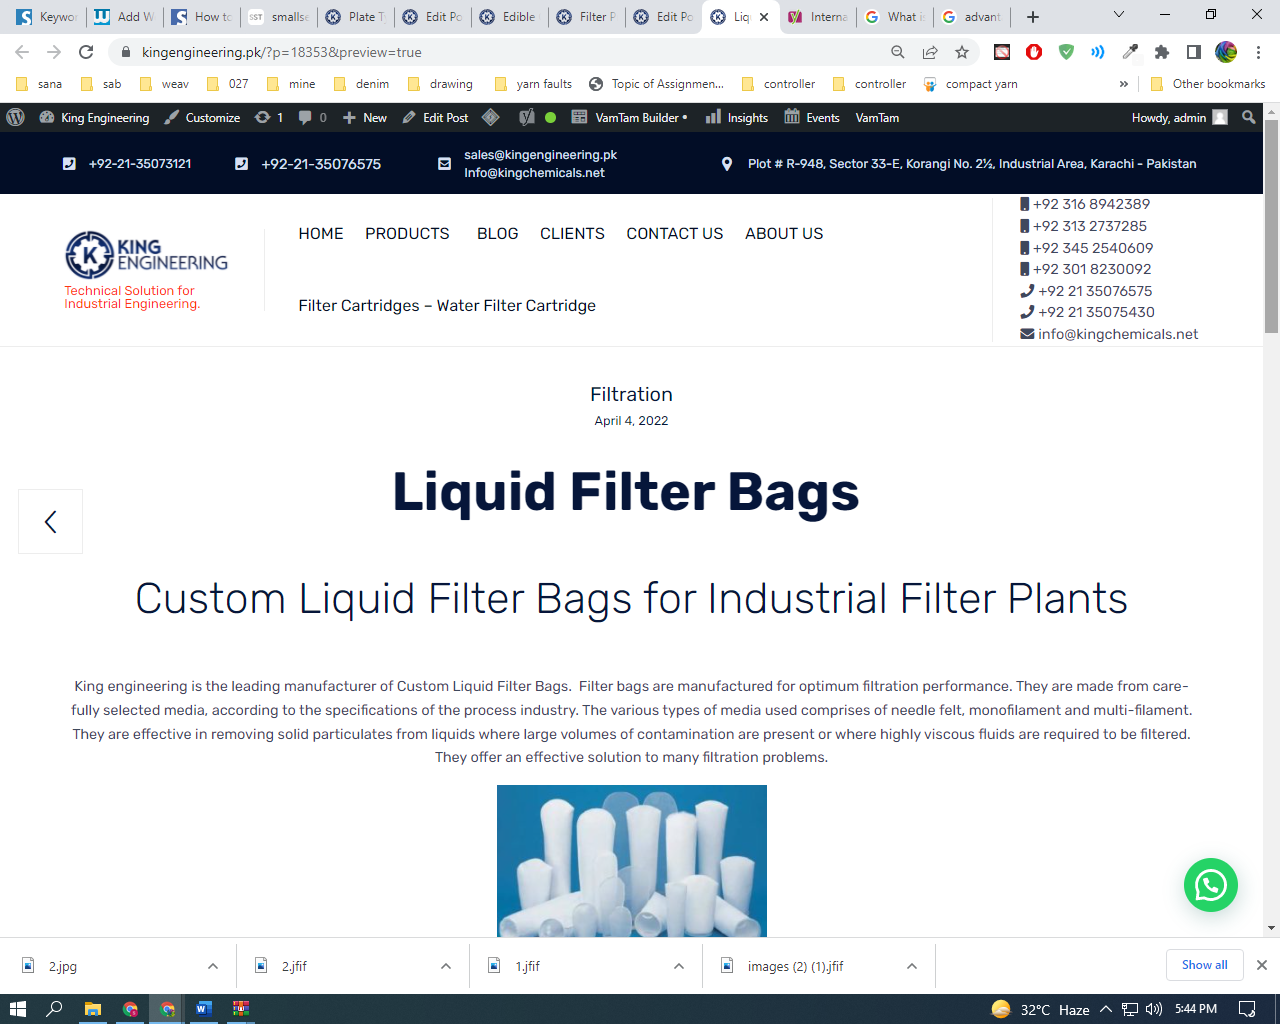 Keywor
Add W
How to
smallse
Plate Ty
Edit Po
Edible
Filter P
Edit Po
Liq
Interna
What is
advant
kingengineering.pk/?p=18353&preview=true
sana
sab
weav
027
mine
denim
drawing
yarn faults
Topic of Assignmen...
controller
controller
compact yarn
»
Other bookmarks
King Engineering
Customize
1
0
New
Edit Post
VamTam Builder
Insights
Events
VamTam
Howdy, admin
+92-21-35073121
+92-21-35076575
sales@kingengineering.pk
Info@kingchemicals.net
Plot # R-948, Sector 33-E, Korangi No. 2½, Industrial Area, Karachi - Pakistan
K KING
ENGINEERING
Technical Solution for
Industrial Engineering.
HOME PRODUCTS BLOG CLIENTS CONTACT US ABOUT US
Filter Cartridges – Water Filter Cartridge
+92 316 8942389
+92 313 2737285
+92 345 2540609
+92 301 8230092
+92 21 35076575
+92 21 35075430
info@kingchemicals.net
Filtration
April 4, 2022
Liquid Filter Bags
Custom Liquid Filter Bags for Industrial Filter Plants
King engineering is the leading manufacturer of Custom Liquid Filter Bags.  Filter bags are manufactured for optimum filtration performance. They are made from care-
fully selected media, according to the specifications of the process industry. The various types of media used comprises of needle felt, monofilament and multi-filament.
They are effective in removing solid particulates from liquids where large volumes of contamination are present or where highly viscous fluids are required to be filtered.
They offer an effective solution to many filtration problems.
2.jpg
2.jfif
1.jfif
images (2) (1).jfif
Show all
32°C Haze
5:44 PM